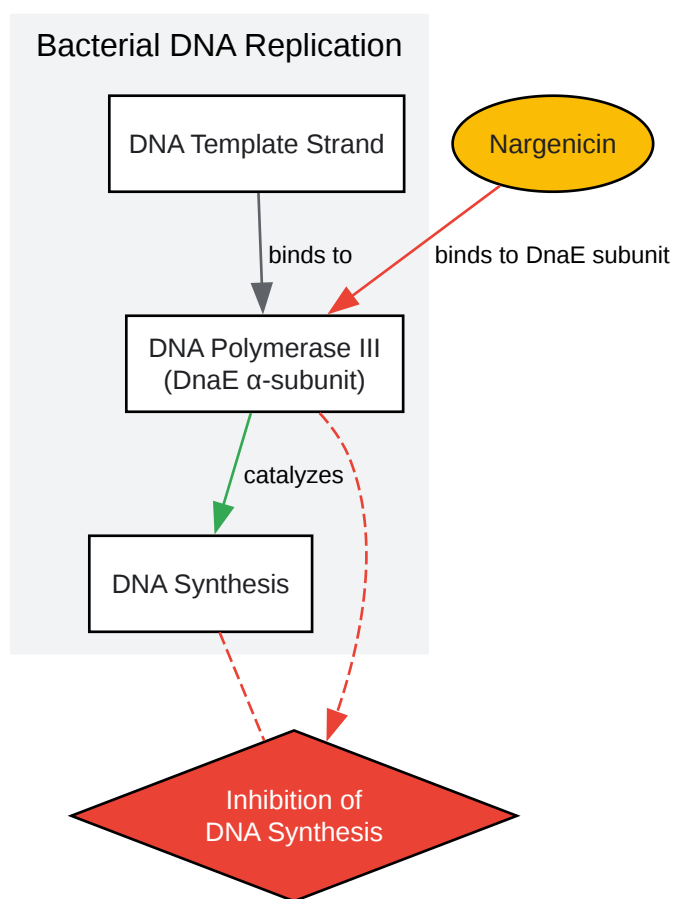 Bacterial DNA Replication
DNA Template Strand
Nargenicin
binds to
binds to DnaE subunit
DNA Polymerase III
(DnaE α-subunit)
catalyzes
DNA Synthesis
Inhibition of
DNA Synthesis